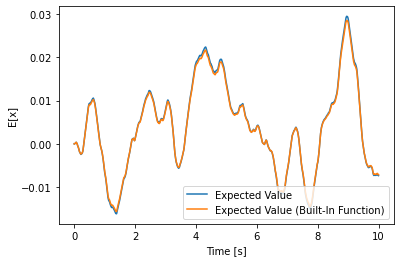 0.03
0.02
0.01
0.00
−0.01
E[x]
Expected Value
Expected Value (Built-In Function)
0
2
4
6
8
10
Time [s]